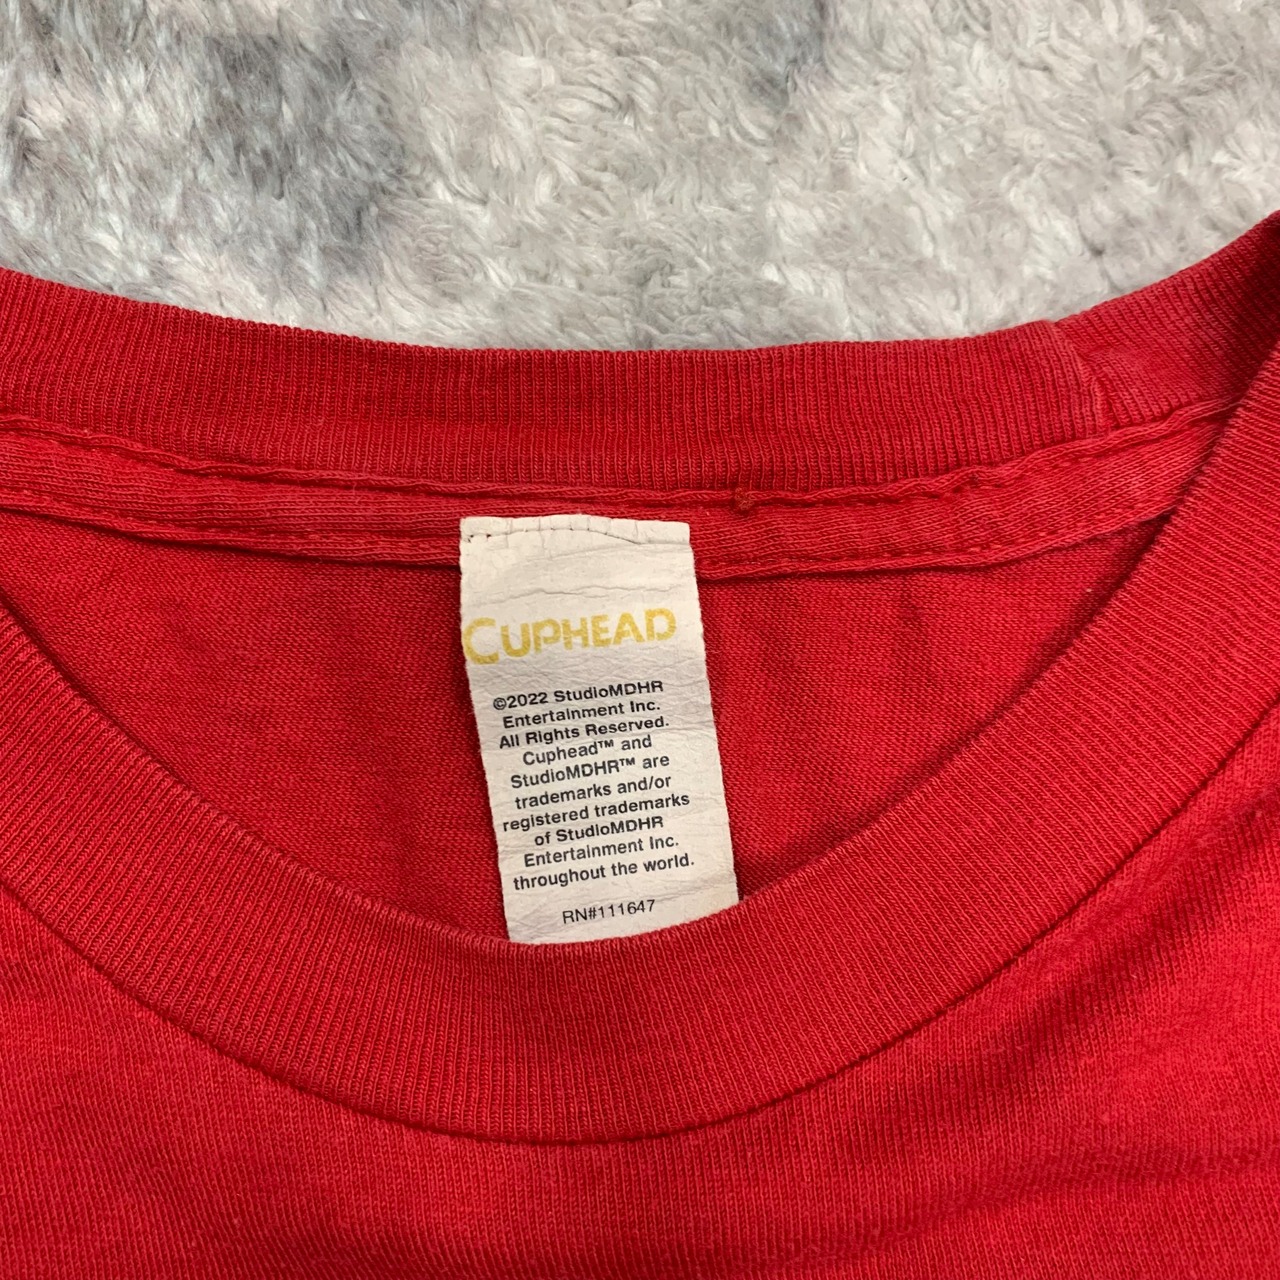 CUPHEAD
©2022 StudioMDHR
Entertainment Inc.
All Rights Reserved.
Cuphead™ and
StudioMDHR™ are
trademarks and/or
registered trademarks
of StudioMDHR
Entertainment Inc.
throughout the world.
RN#111647